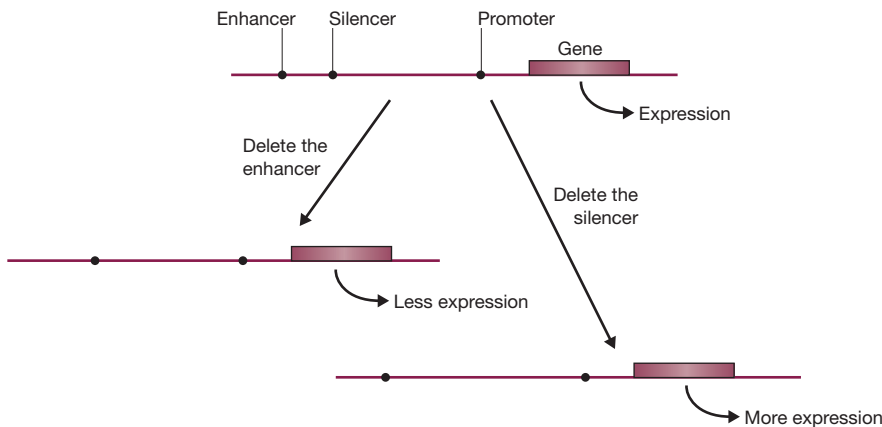 Enhancer
Silencer
Promoter
Gene
Expression
Delete the
enhancer
Delete the
silencer
Less expression
More expression